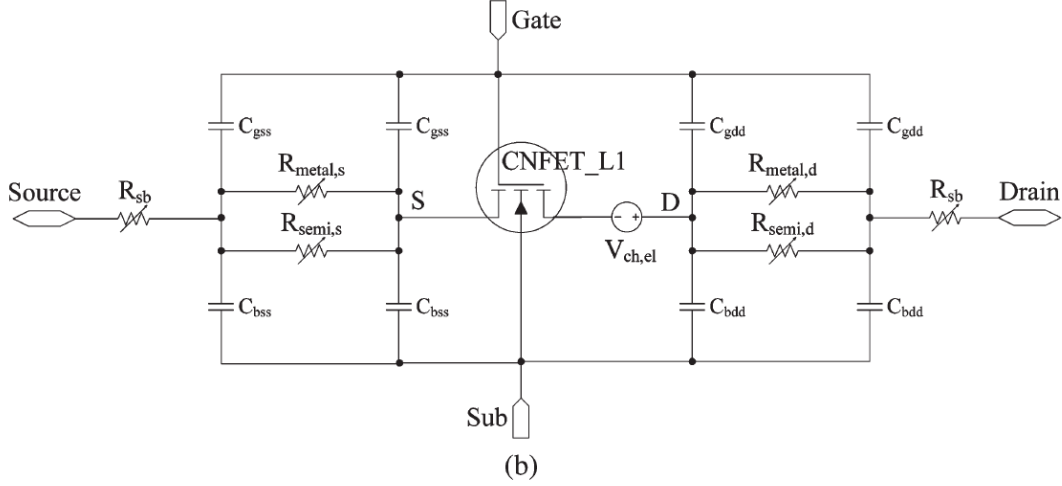 Gate
C_gss C_gss C_gdd C_gdd
CNFET_L1
R_metal,s R_metal,d
Source R_sb S D R_sb Drain
R_semi,s R_semi,d
V_ch,el
C_bss C_bss C_bdd C_bdd
Sub
(b)